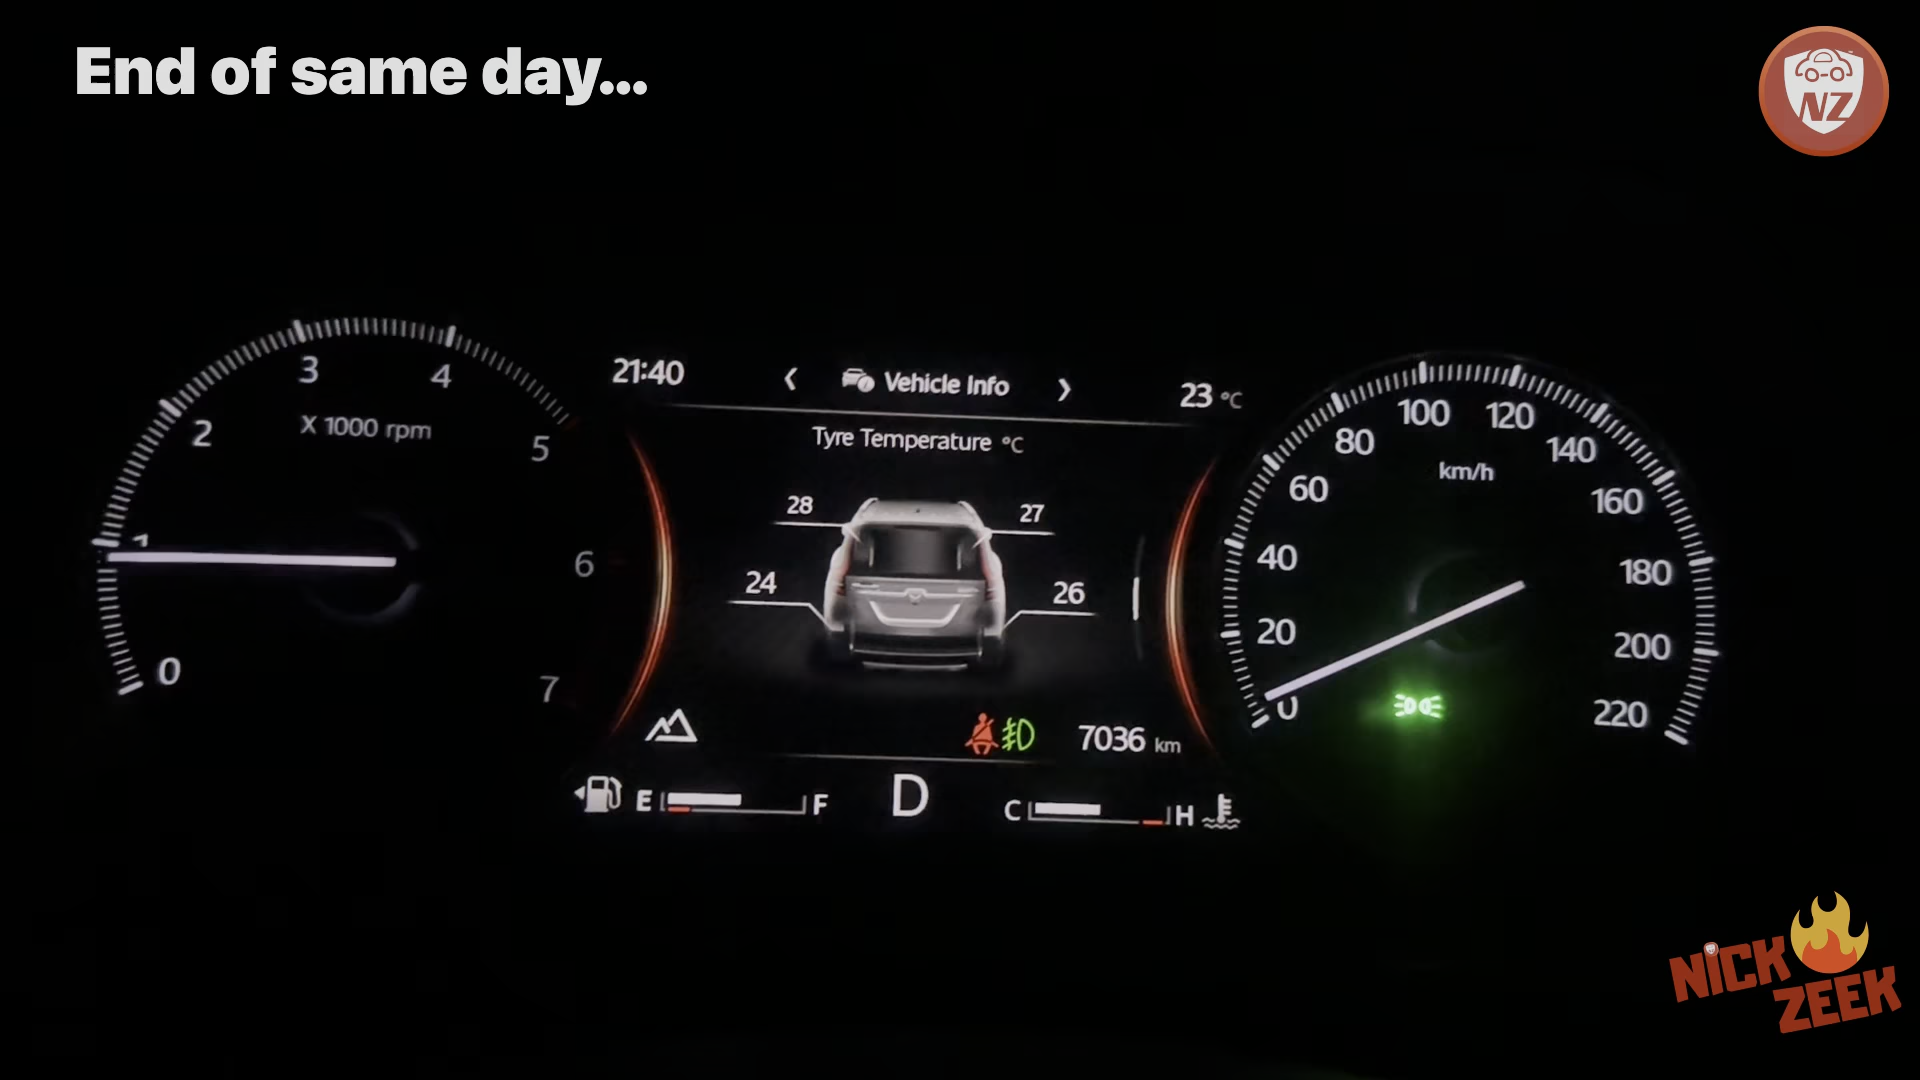 End of same day...
NZ
3
4
2
X 1000 rpm
5
1
6
0
7
21:40
‹
Vehicle Info
›
23 °C
Tyre Temperature °C
28
27
24
26
7036 km
E
F
D
C
H
100
120
80
140
km/h
60
160
40
180
20
200
0
220
NICK
ZEEK